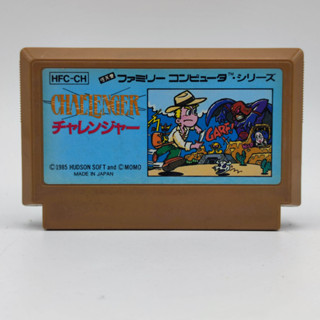 HFC-CH
ファミリー コンピュータ™シリーズ
CHALLENGER
チャレンジャー
GARR!
©1985 HUDSON SOFT and ©MOMO
MADE IN JAPAN